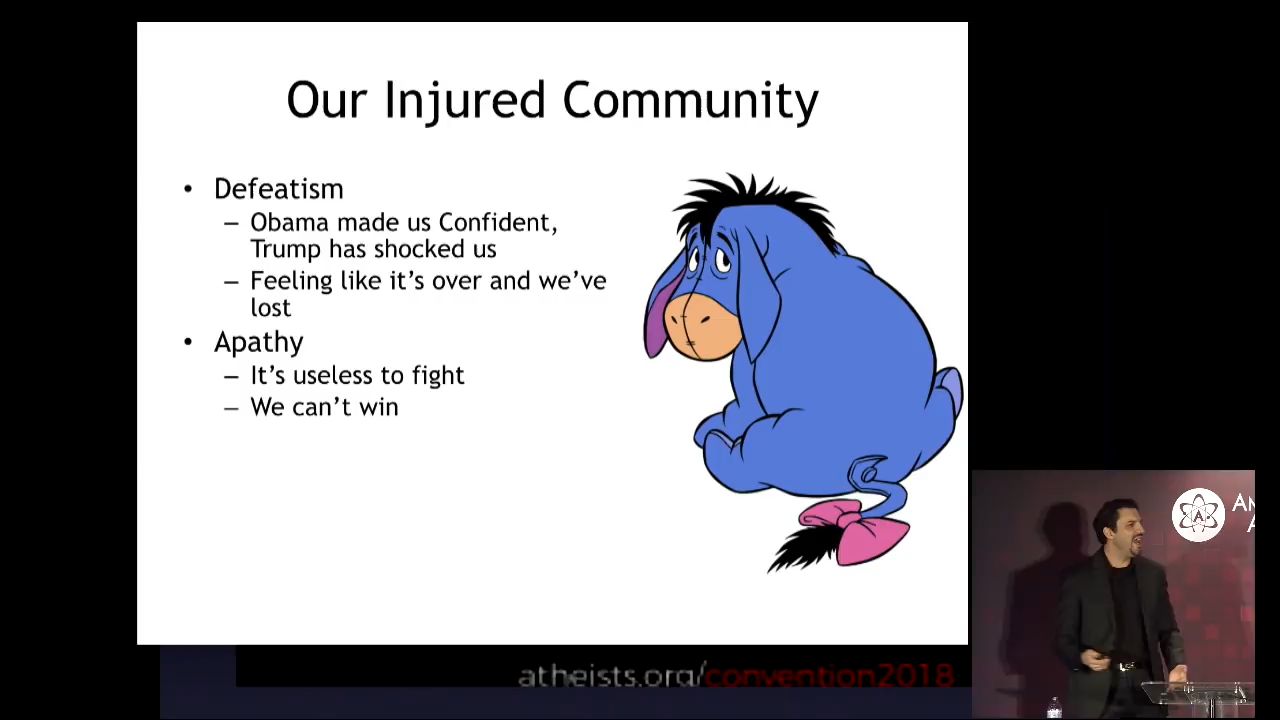 Our Injured Community
• Defeatism
– Obama made us Confident,
Trump has shocked us
– Feeling like it's over and we've
lost
• Apathy
– It's useless to fight
– We can't win
A
atheists.org/convention2018